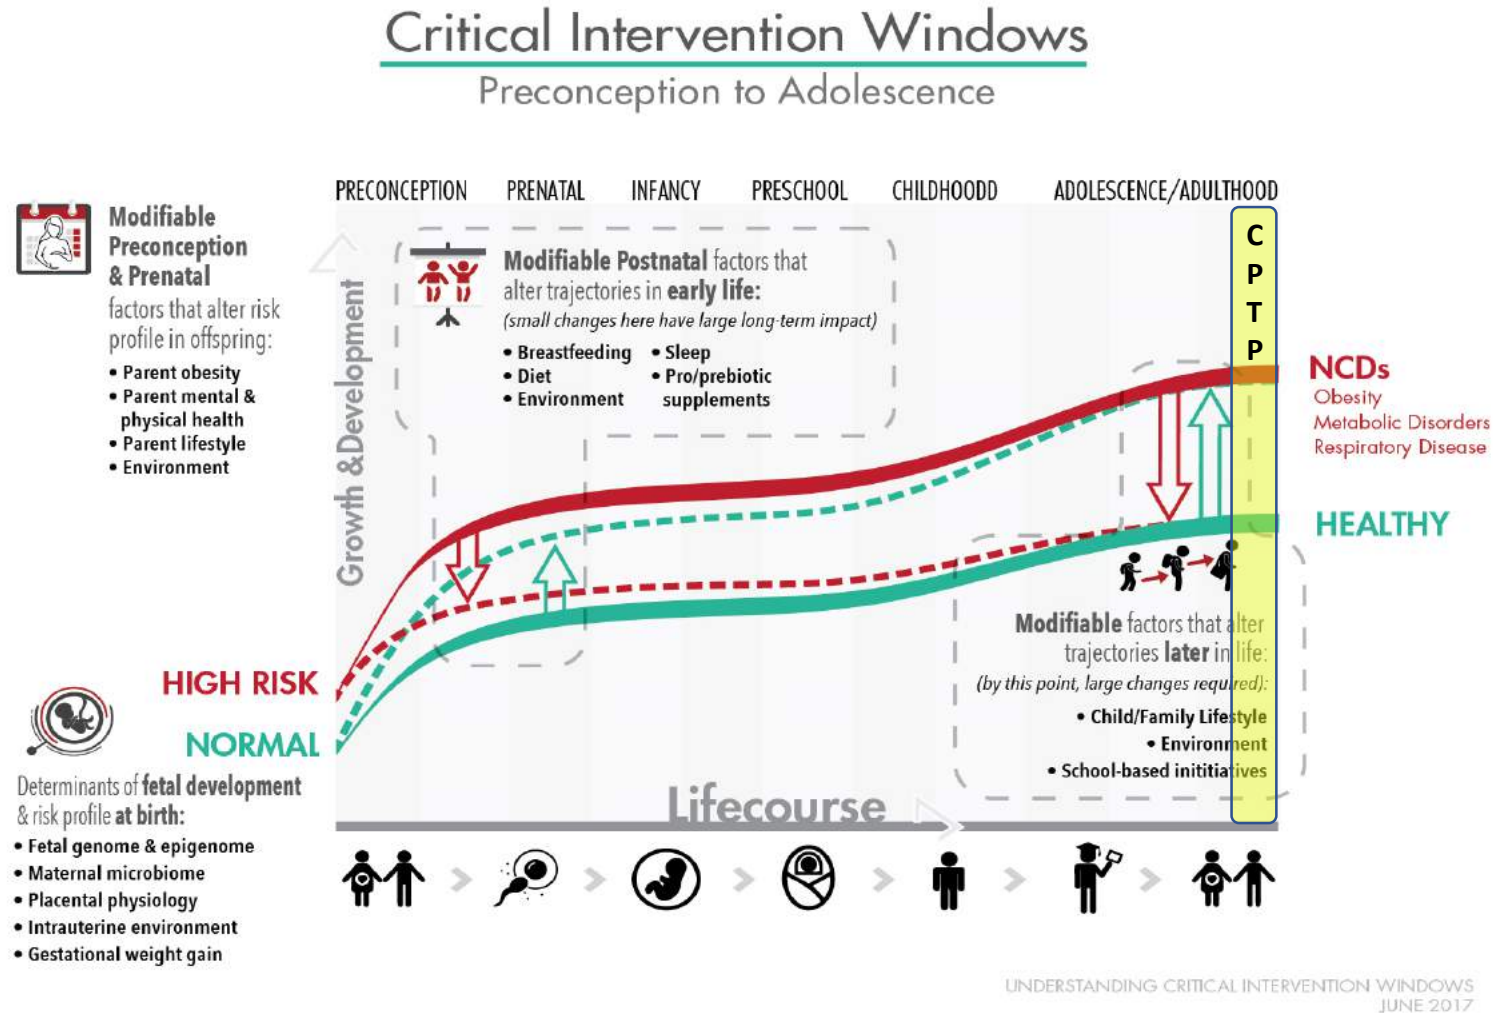 Critical Intervention Windows
Preconception to Adolescence
PRECONCEPTION PRENATAL INFANCY PRESCHOOL CHILDHOODD ADOLESCENCE/ADULTHOOD
Modifiable
Preconception
& Prenatal
factors that alter risk
profile in offspring:
• Parent obesity
• Parent mental &
physical health
• Parent lifestyle
• Environment
Growth &Development
Modifiable Postnatal factors that
alter trajectories in early life:
(small changes here have large long-term impact)
• Breastfeeding • Sleep
• Diet • Pro/prebiotic
• Environment supplements
C
P
T
P
NCDs
Obesity
Metabolic Disorders
Respiratory Disease
HEALTHY
HIGH RISK
NORMAL
Determinants of fetal development
& risk profile at birth:
• Fetal genome & epigenome
• Maternal microbiome
• Placental physiology
• Intrauterine environment
• Gestational weight gain
Modifiable factors that alter
trajectories later in life:
(by this point, large changes required):
• Child/Family Lifestyle
• Environment
• School-based inititiatives
Lifecourse
UNDERSTANDING CRITICAL INTERVENTION WINDOWS
JUNE 2017